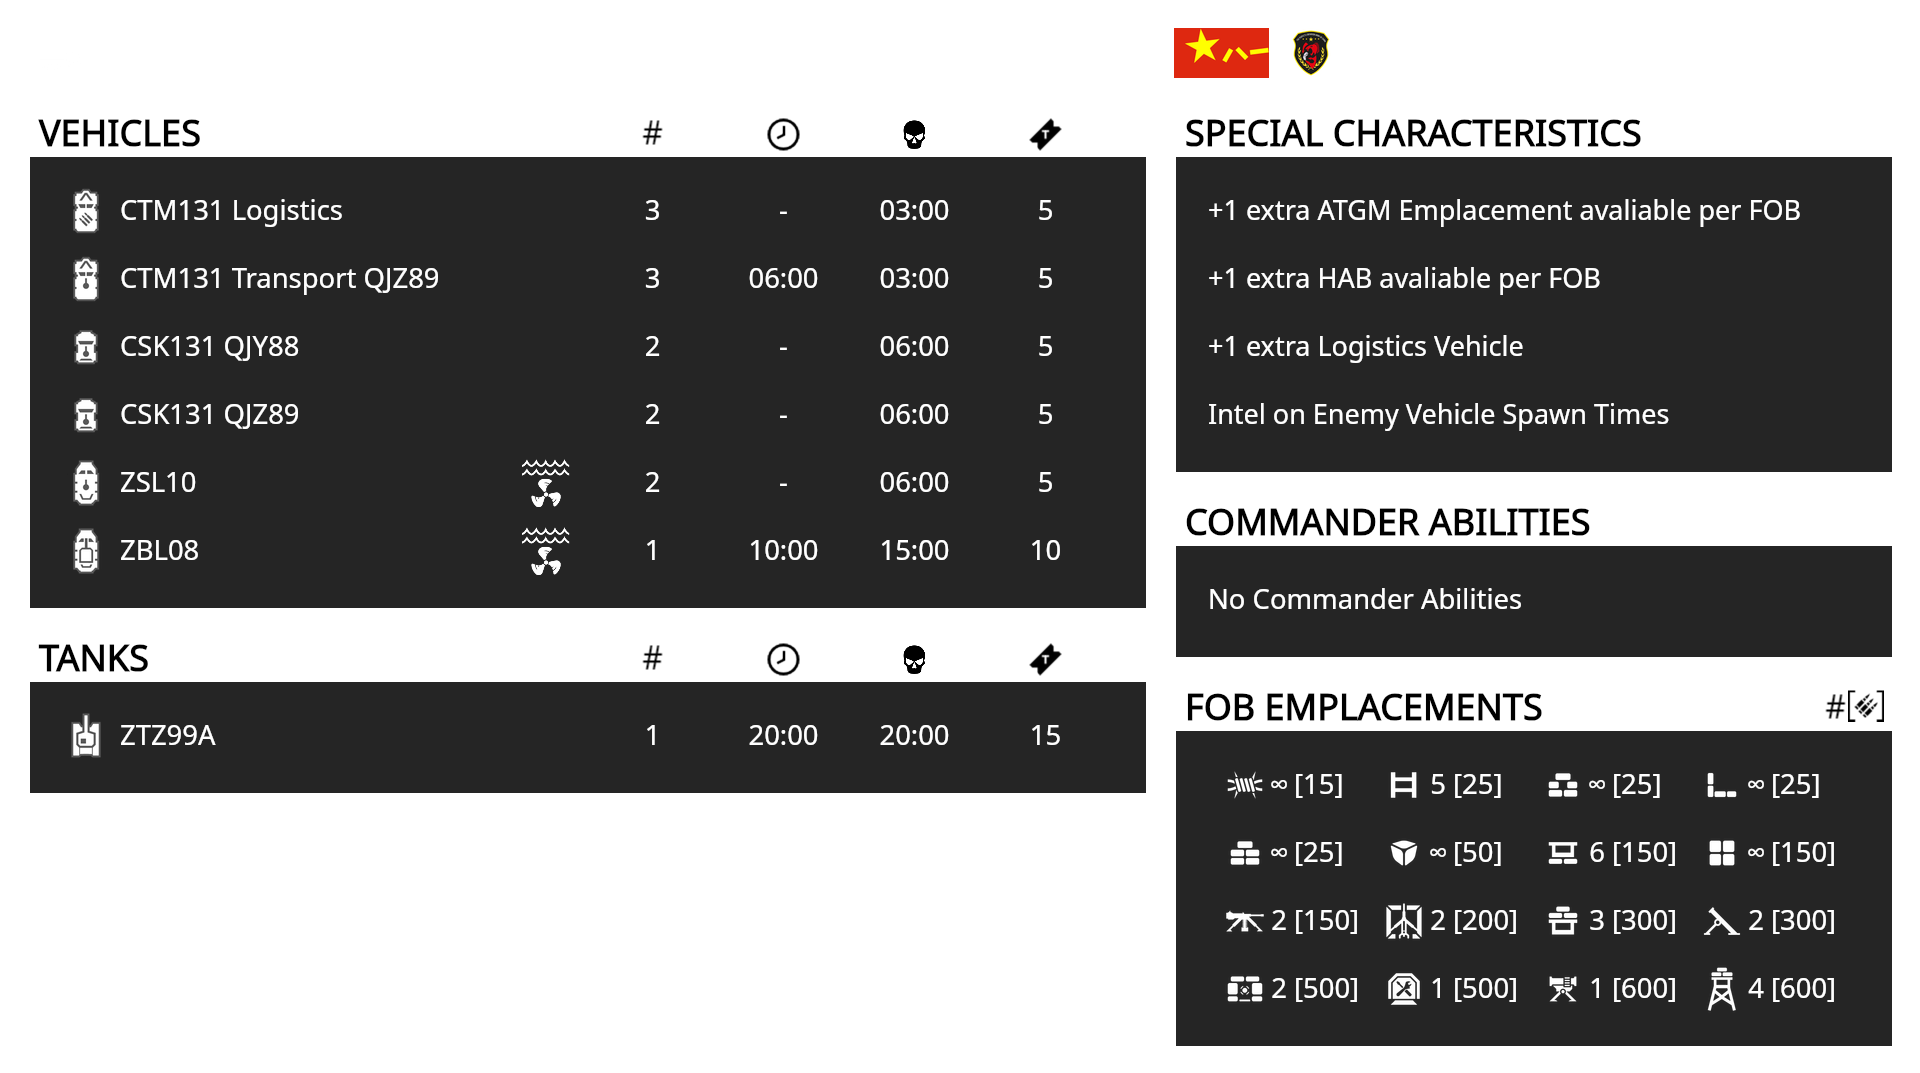 八一
VEHICLES #
CTM131 Logistics 3 - 03:00 5
CTM131 Transport QJZ89 3 06:00 03:00 5
CSK131 QJY88 2 - 06:00 5
CSK131 QJZ89 2 - 06:00 5
ZSL10 2 - 06:00 5
ZBL08 1 10:00 15:00 10
TANKS # T
ZTZ99A 1 20:00 20:00 15
SPECIAL CHARACTERISTICS
+1 extra ATGM Emplacement avaliable per FOB
+1 extra HAB avaliable per FOB
+1 extra Logistics Vehicle
Intel on Enemy Vehicle Spawn Times
COMMANDER ABILITIES
No Commander Abilities
FOB EMPLACEMENTS #[]
∞ [15] 5 [25] ∞ [25] ∞ [25]
∞ [25] ∞ [50] 6 [150] ∞ [150]
2 [150] 2 [200] 3 [300] 2 [300]
2 [500] 1 [500] 1 [600] 4 [600]